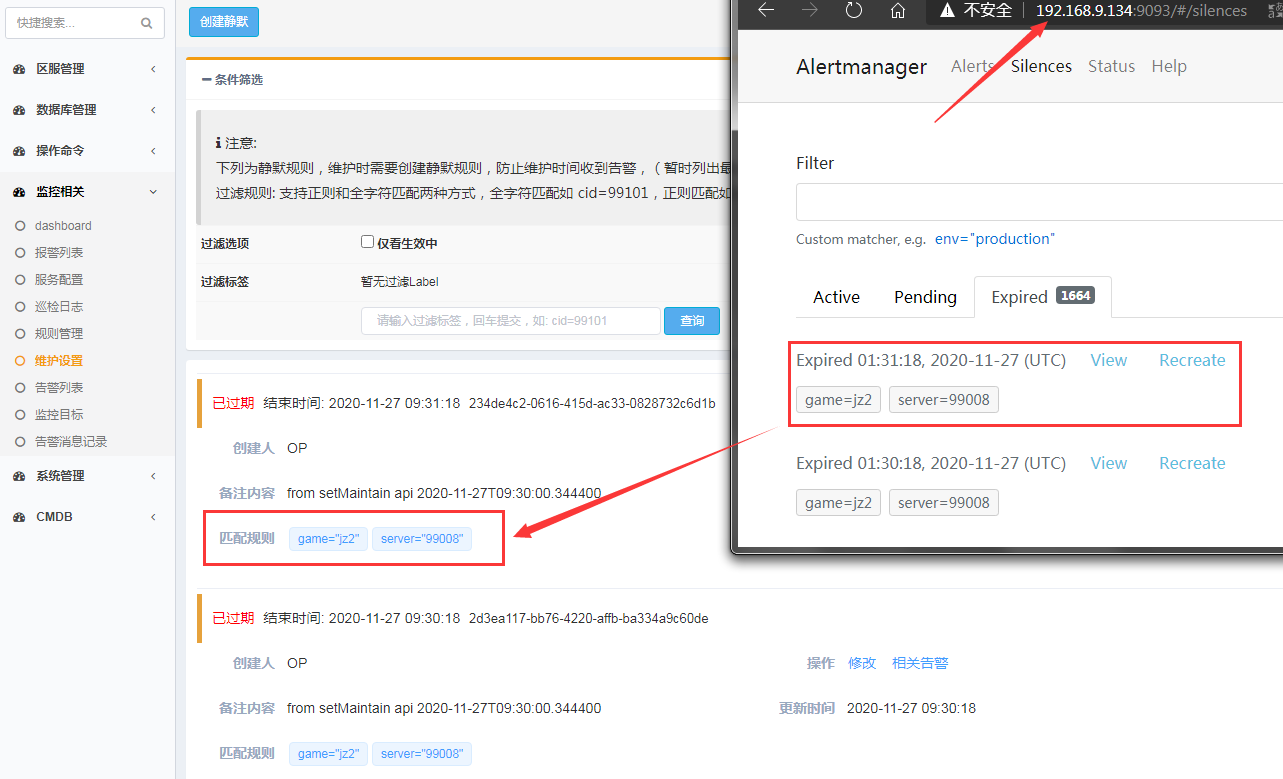 快捷搜索...
区服管理
数据库管理
操作命令
监控相关
dashboard
报警列表
服务配置
巡检日志
规则管理
维护设置
告警列表
监控目标
告警消息记录
系统管理
CMDB
创建静默
条件筛选
注意:
下列为静默规则，维护时需要创建静默规则，防止维护时间收到告警，（暂时列出最
过滤规则: 支持正则和全字符匹配两种方式，全字符匹配如 cid=99101，正则匹配如
过滤选项 仅看生效中
过滤标签 暂无过滤Label
请输入过滤标签，回车提交，如: cid=99101 查询
已过期 结束时间: 2020-11-27 09:31:18 234de4c2-0616-415d-ac33-0828732c6d1b
创建人 OP
备注内容 from setMaintain api 2020-11-27T09:30:00.344400
匹配规则 game="jz2" server="99008"
已过期 结束时间: 2020-11-27 09:30:18 2d3ea117-bb76-4220-affb-ba334a9c60de
创建人 OP 操作 修改 相关告警
备注内容 from setMaintain api 2020-11-27T09:30:00.344400 更新时间 2020-11-27 09:30:18
匹配规则 game="jz2" server="99008"
不安全 192.168.9.134:9093/#/silences
Alertmanager Alerts Silences Status Help
Filter
Custom matcher, e.g. env="production"
Active Pending Expired 1664
Expired 01:31:18, 2020-11-27 (UTC) View Recreate
game=jz2 server=99008
Expired 01:30:18, 2020-11-27 (UTC) View Recreate
game=jz2 server=99008